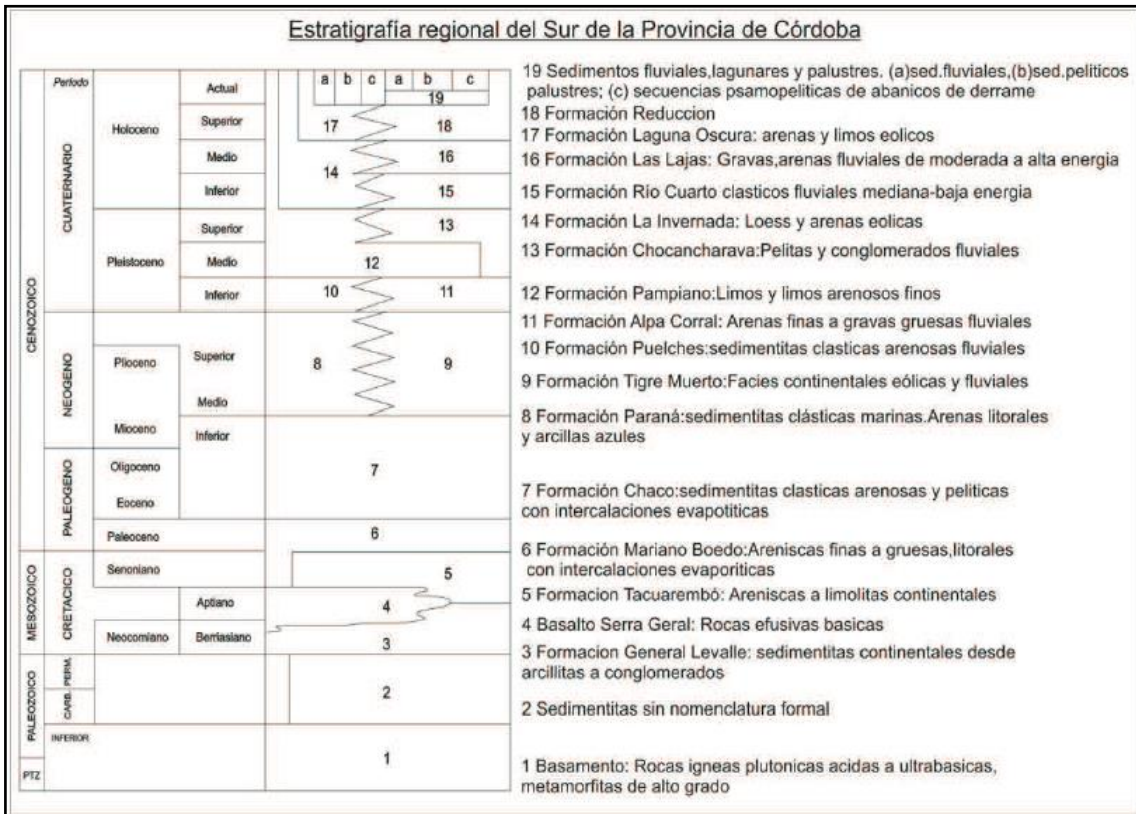 Estratigrafía regional del Sur de la Provincia de Córdoba
Periodo
CENOZOICO
MESOZOICO
PALEOZOICO
PTZ
CUATERNARIO
NEOGENO
PALEOGENO
CRETACICO
PERM.
CARB.
INFERIOR
Holoceno
Pleistoceno
Plioceno
Mioceno
Oligoceno
Eoceno
Paleoceno
Senoniano
Neocomiano
Actual
Superior
Medio
Inferior
Superior
Medio
Inferior
Superior
Medio
Inferior
Aptiano
Berriasiano
a b c a b c
19
17 18
14 16
15
13
12
10 11
8 9
7
6
5
4
3
2
1
19 Sedimentos fluviales,lagunares y palustres. (a)sed.fluviales,(b)sed.peliticos
palustres; (c) secuencias psamopeliticas de abanicos de derrame
18 Formación Reduccion
17 Formación Laguna Oscura: arenas y limos eolicos
16 Formación Las Lajas: Gravas,arenas fluviales de moderada a alta energia
15 Formación Río Cuarto clasticos fluviales mediana-baja energia
14 Formación La Invernada: Loess y arenas eolicas
13 Formación Chocancharava:Pelitas y conglomerados fluviales
12 Formación Pampiano:Limos y limos arenosos finos
11 Formación Alpa Corral: Arenas finas a gravas gruesas fluviales
10 Formación Puelches:sedimentitas clasticas arenosas fluviales
9 Formación Tigre Muerto:Facies continentales eólicas y fluviales
8 Formación Paraná:sedimentitas clásticas marinas.Arenas litorales
y arcillas azules
7 Formación Chaco:sedimentitas clasticas arenosas y peliticas
con intercalaciones evapotiticas
6 Formación Mariano Boedo:Areniscas finas a gruesas,litorales
con intercalaciones evaporiticas
5 Formacion Tacuarembó: Areniscas a limolitas continentales
4 Basalto Serra Geral: Rocas efusivas basicas
3 Formacion General Levalle: sedimentitas continentales desde
arcillitas a conglomerados
2 Sedimentitas sin nomenclatura formal
1 Basamento: Rocas igneas plutonicas acidas a ultrabasicas,
metamorfitas de alto grado